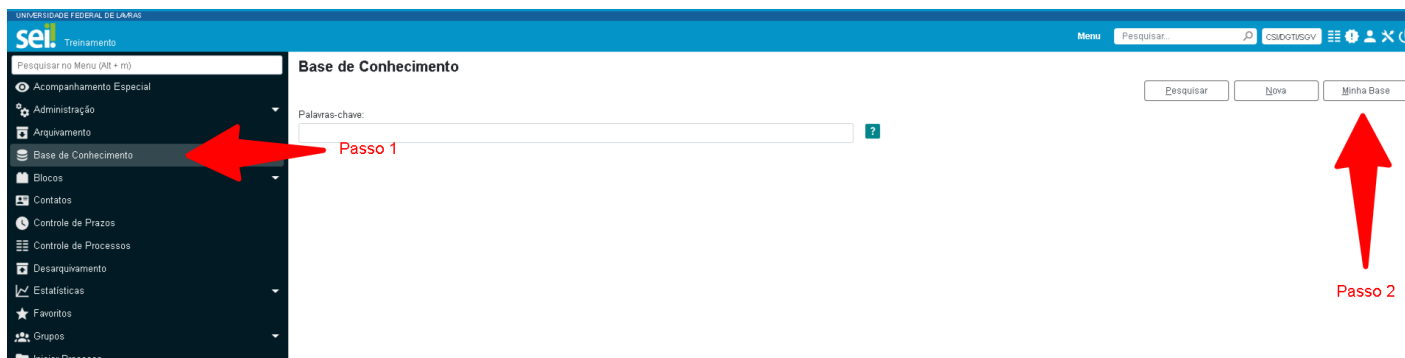 UNIVERSIDADE FEDERAL DE LAVRAS
sei! Treinamento
Menu
Pesquisar...
CSI/DGTI/SGV
Pesquisar no Menu (Alt + m)
Base de Conhecimento
Acompanhamento Especial
Pesquisar
Nova
Minha Base
Administração
Palavras-chave:
Arquivamento
?
Passo 1
Base de Conhecimento
Blocos
Contatos
Controle de Prazos
Controle de Processos
Desarquivamento
Estatísticas
Passo 2
Favoritos
Grupos
Iniciar Processo